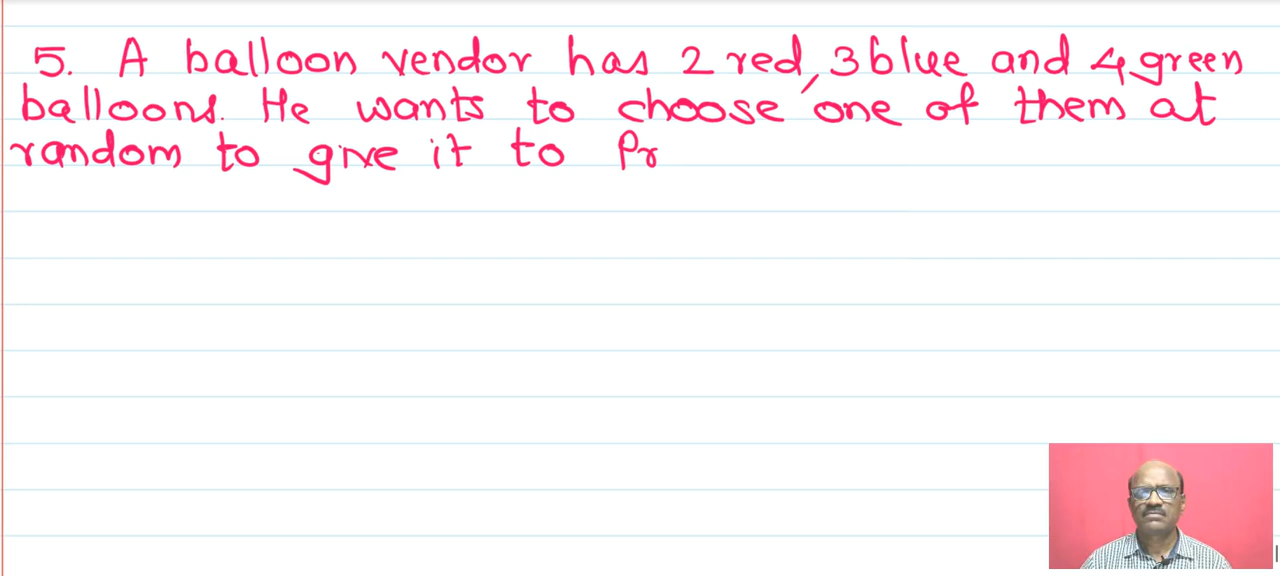 5. A balloon vendor has 2 red, 3 blue and 4 green
balloons. He wants to choose one of them at
random to give it to Pr